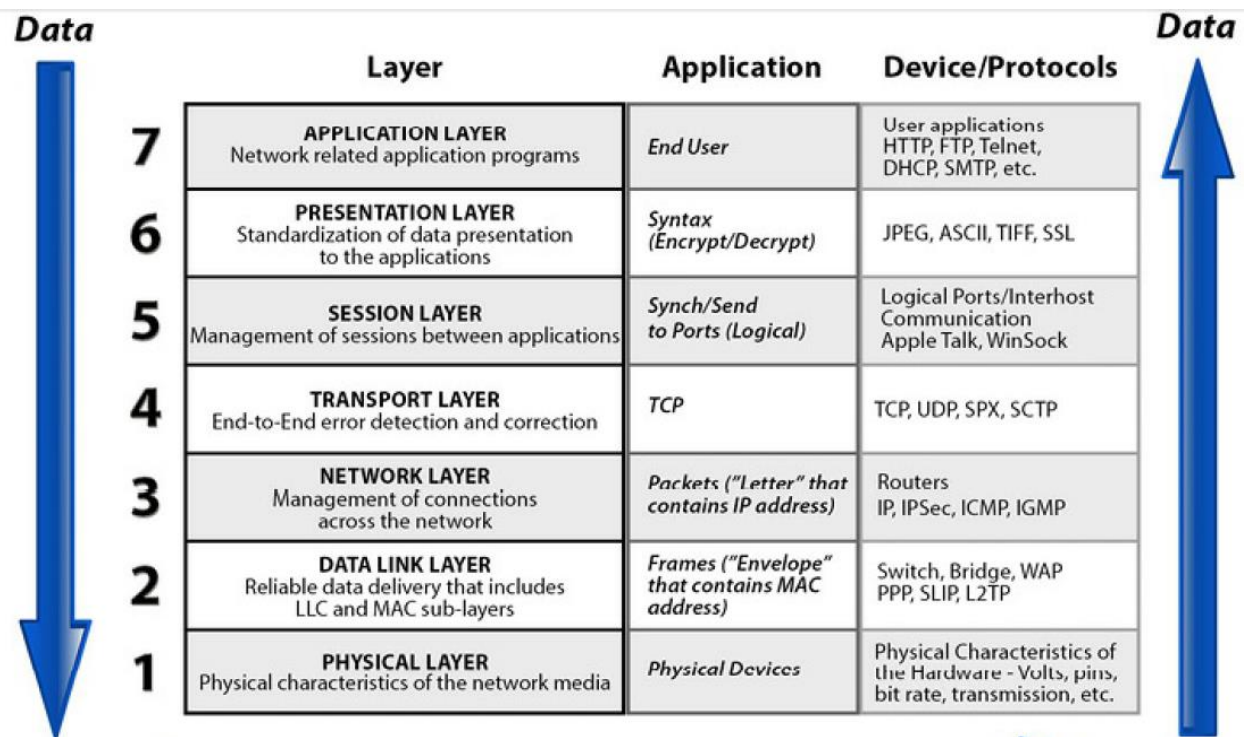 Data
Data
Layer
Application
Device/Protocols
7
APPLICATION LAYER
Network related application programs
End User
User applications
HTTP, FTP, Telnet,
DHCP, SMTP, etc.
6
PRESENTATION LAYER
Standardization of data presentation
to the applications
Syntax
(Encrypt/Decrypt)
JPEG, ASCII, TIFF, SSL
5
SESSION LAYER
Management of sessions between applications
Synch/Send
to Ports (Logical)
Logical Ports/Interhost
Communication
Apple Talk, WinSock
4
TRANSPORT LAYER
End-to-End error detection and correction
TCP
TCP, UDP, SPX, SCTP
3
NETWORK LAYER
Management of connections
across the network
Packets ("Letter" that
contains IP address)
Routers
IP, IPSec, ICMP, IGMP
2
DATA LINK LAYER
Reliable data delivery that includes
LLC and MAC sub-layers
Frames ("Envelope"
that contains MAC
address)
Switch, Bridge, WAP
PPP, SLIP, L2TP
1
PHYSICAL LAYER
Physical characteristics of the network media
Physical Devices
Physical Characteristics of
the Hardware - Volts, pins,
bit rate, transmission, etc.